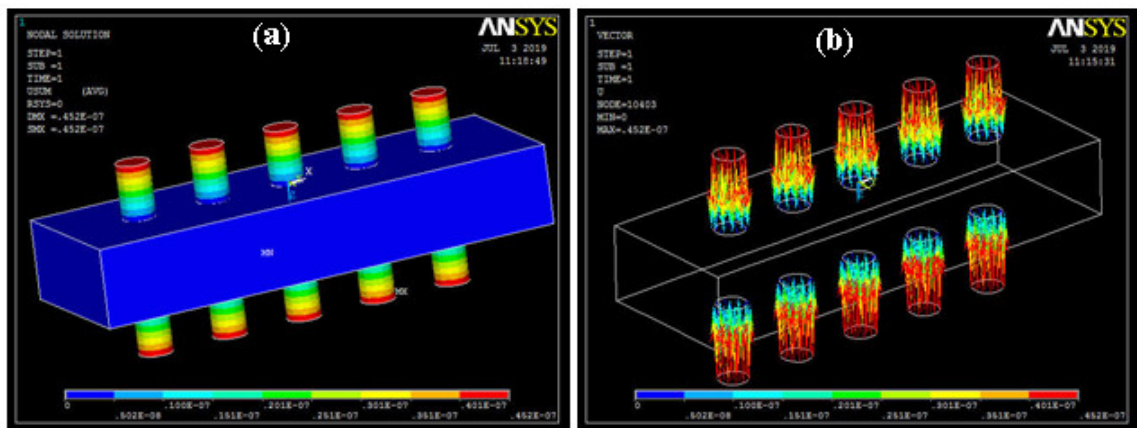 1
NODAL SOLUTION
STEP=1
SUB =1
TIME=1
USUM (AVG)
RSYS=0
DMX =.452E-07
SMX =.452E-07
(a)
ANSYS
JUL 3 2019
11:18:49
X
MN
MX
0 .100E-07 .201E-07 .301E-07 .401E-07
.502E-08 .151E-07 .251E-07 .351E-07 .452E-07
1
VECTOR
STEP=1
SUB =1
TIME=1
U
NODE=10403
MIN=0
MAX=.452E-07
(b)
ANSYS
JUL 3 2019
11:15:31
0 .100E-07 .201E-07 .301E-07 .401E-07
.502E-08 .151E-07 .251E-07 .351E-07 .452E-07